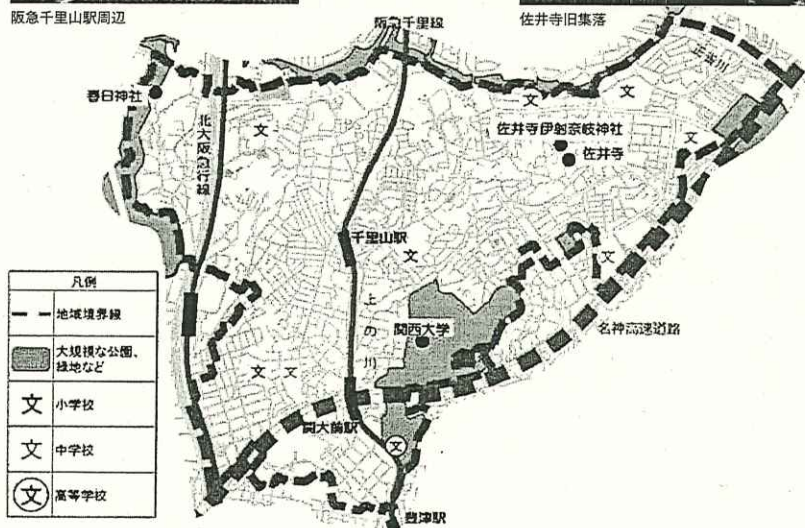 阪急千里山駅周辺
阪急千里線
佐井寺旧集落
正雀川
春日神社
文
文
文
北大阪急行線
佐井寺伊射奈岐神社
文
佐井寺
千里山駅
文
文
凡例
地域境界線
大規模な公園、
緑地など
文 小学校
文 中学校
文 高等学校
上の川
関西大学
名神高速道路
文 文
関大前駅
文
豊津駅